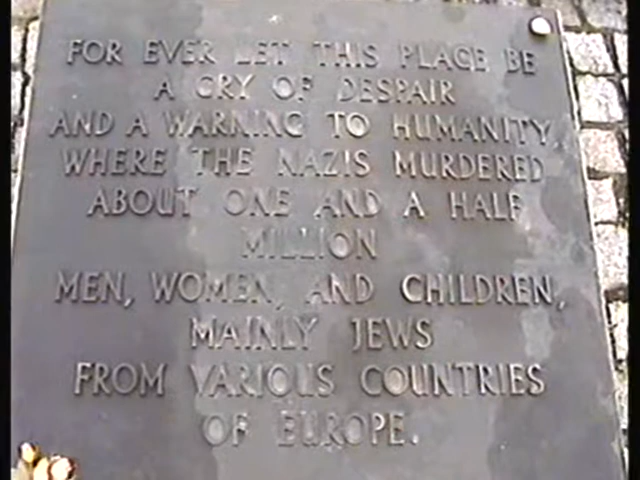 FOR EVER LET THIS PLACE BE
A CRY OF DESPAIR
AND A WARNING TO HUMANITY,
WHERE THE NAZIS MURDERED
ABOUT ONE AND A HALF
MILLION
MEN, WOMEN, AND CHILDREN,
MAINLY JEWS
FROM VARIOUS COUNTRIES
OF EUROPE.